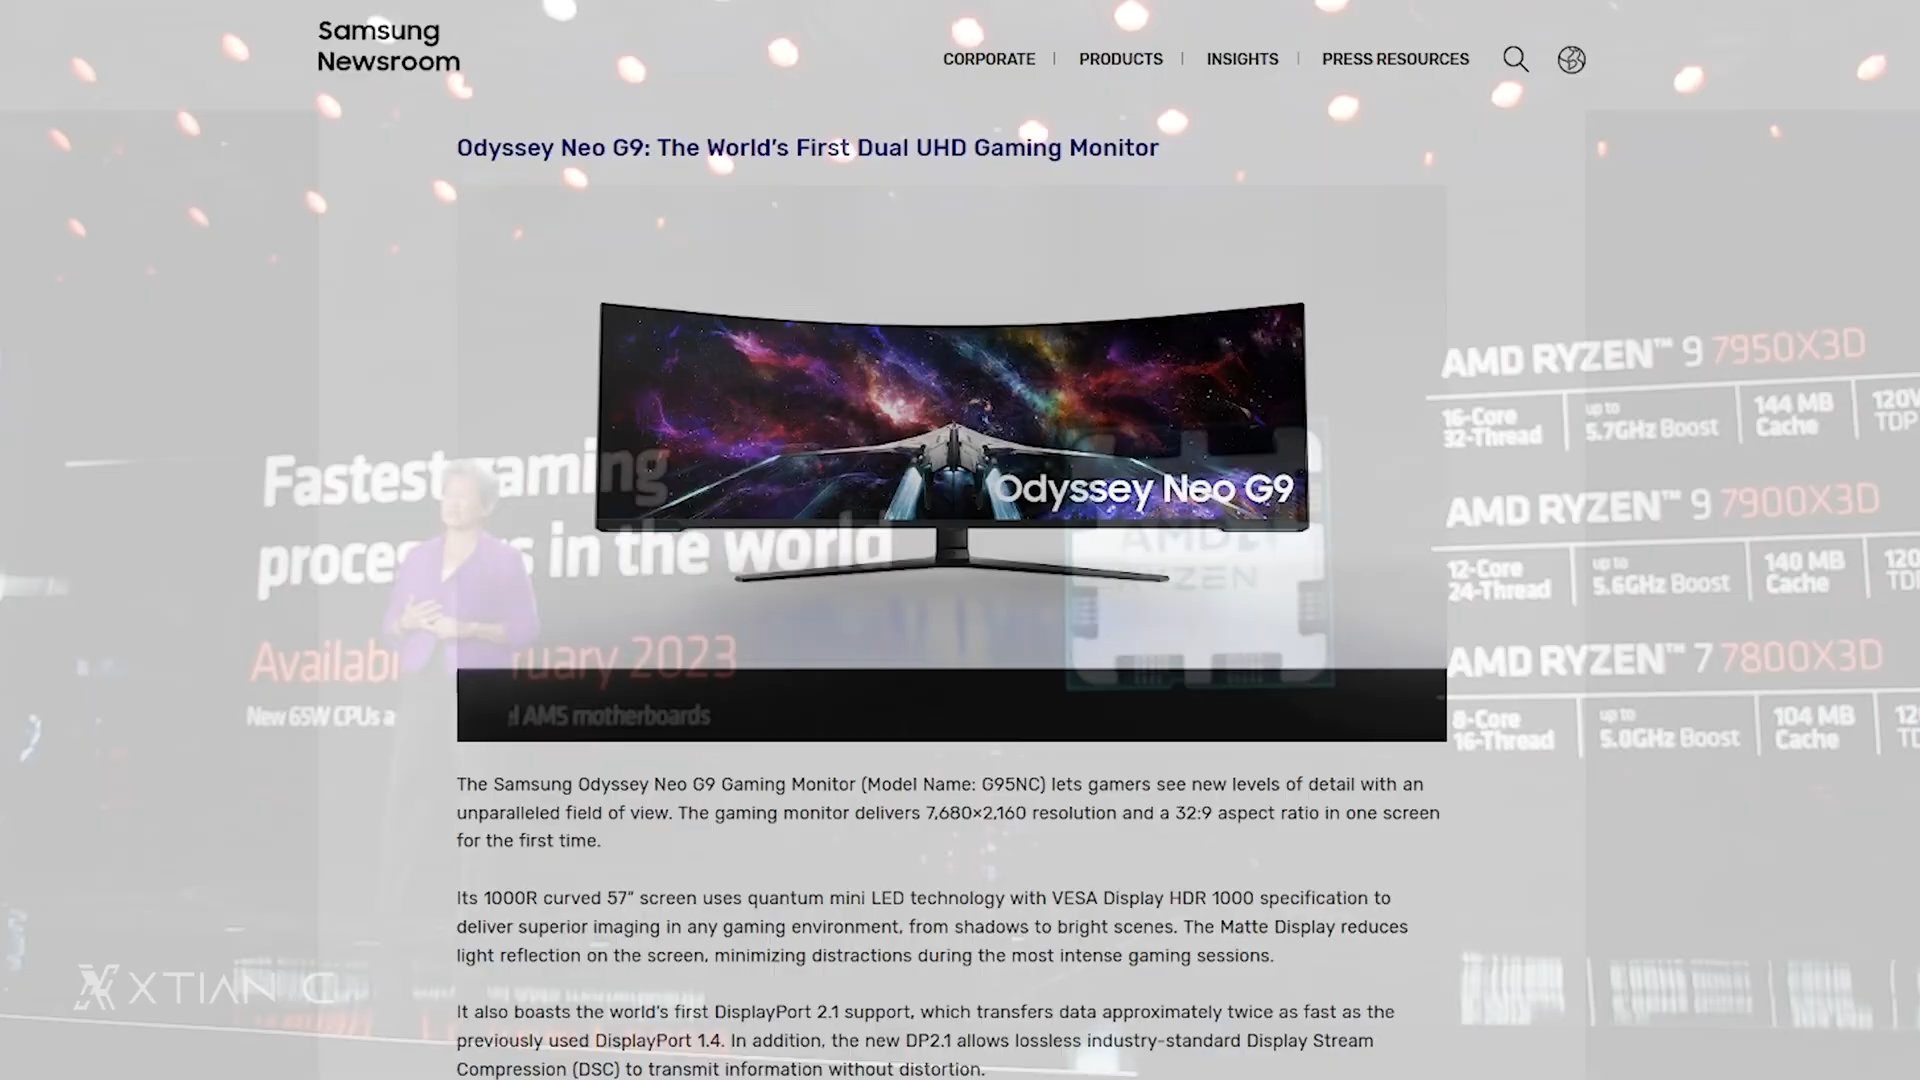 Samsung
Newsroom
CORPORATE
PRODUCTS
INSIGHTS
PRESS RESOURCES
Odyssey Neo G9: The World's First Dual UHD Gaming Monitor
Odyssey Neo G9
AMD
RYZEN
Fastest gaming
in the world
2023
New 65W CPUs
AM5 motherboards
AMD RYZEN™ 9 7950X3D
16-Core
32-Thread
up to
5.7GHz Boost
144 MB
Cache
TDP
AMD RYZEN™ 9 7900X3D
12-Core
24-Thread
up to
5.6GHz Boost
140 MB
Cache
AMD RYZEN™ 7 7800X3D
8-Core
16-Thread
up to
5.0GHz Boost
104 MB
Cache
The Samsung Odyssey Neo G9 Gaming Monitor (Model Name: G95NC) lets gamers see new levels of detail with an
unparalleled field of view. The gaming monitor delivers 7,680×2,160 resolution and a 32:9 aspect ratio in one screen
for the first time.
Its 1000R curved 57" screen uses quantum mini LED technology with VESA Display HDR 1000 specification to
deliver superior imaging in any gaming environment, from shadows to bright scenes. The Matte Display reduces
light reflection on the screen, minimizing distractions during the most intense gaming sessions.
It also boasts the world's first DisplayPort 2.1 support, which transfers data approximately twice as fast as the
previously used DisplayPort 1.4. In addition, the new DP2.1 allows lossless industry-standard Display Stream
Compression (DSC) to transmit information without distortion.
XTIAN C